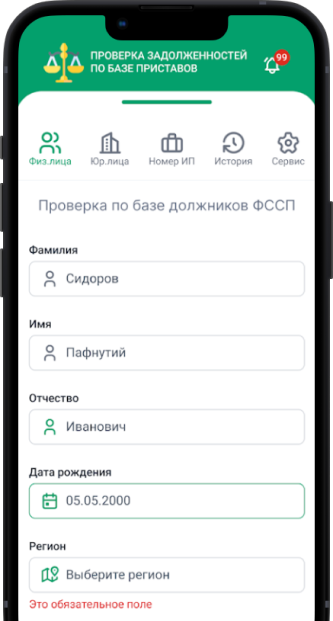 ПРОВЕРКА ЗАДОЛЖЕННОСТЕЙ
ПО БАЗЕ ПРИСТАВОВ
99
Физ.лица Юр.лица Номер ИП История Сервис
Проверка по базе должников ФССП
Фамилия
Сидоров
Имя
Пафнутий
Отчество
Иванович
Дата рождения
05.05.2000
Регион
Выберите регион
Это обязательное поле